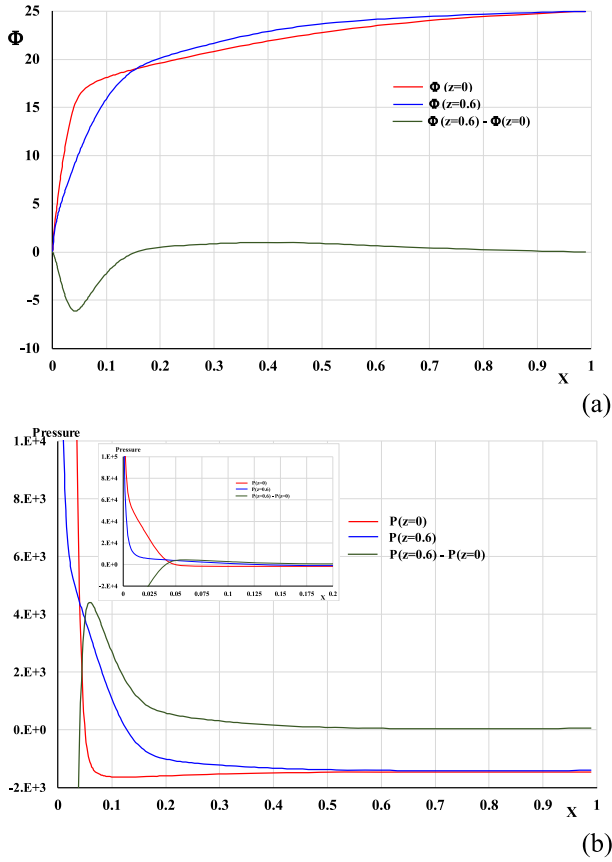 25
Φ
20
15
10
5
0
-5
-10
Φ (z=0)
Φ (z=0.6)
Φ (z=0.6) - Φ (z=0)
0 0.1 0.2 0.3 0.4 0.5 0.6 0.7 0.8 0.9 1
X
(a)
Pressure
1.E+4
8.E+3
6.E+3
4.E+3
2.E+3
0.E+0
-2.E+3
Pressure
1.E+5
8.E+4
6.E+4
4.E+4
2.E+4
0.E+0
-2.E+4
P(z=0)
P(z=0.6)
P(z=0.6) - P(z=0)
0 0.025 0.05 0.075 0.1 0.125 0.15 0.175 0.2
X
P(z=0)
P(z=0.6)
P(z=0.6) - P(z=0)
0 0.1 0.2 0.3 0.4 0.5 0.6 0.7 0.8 0.9 1
X
(b)